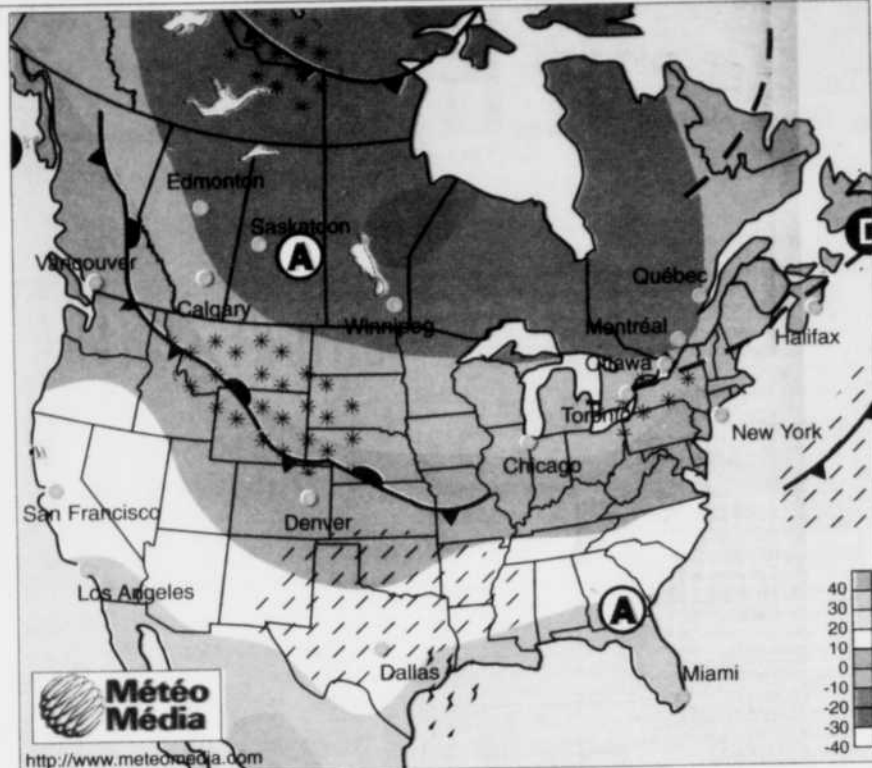 Edmonton
Saskatoon
A
Vancouver
Calgary
Winnipeg
Québec
D
Montréal
Halifax
Ottawa
Toronto
New York
Chicago
San Francisco
Denver
Los Angeles
A
Dallas
Miami
40
30
20
10
0
-10
-20
-30
-40
Météo
Média
http://www.meteomedia.com